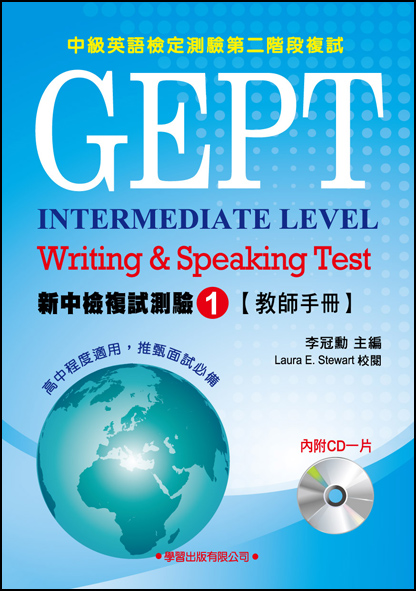 中級英語檢定測驗第二階段複試
GEPT
INTERMEDIATE LEVEL
Writing & Speaking Test
新中檢複試測驗1【教師手冊】
李冠勳 主編
Laura E. Stewart 校閱
高中程度適用，推甄面試必備
內附CD一片
●學習出版有限公司●